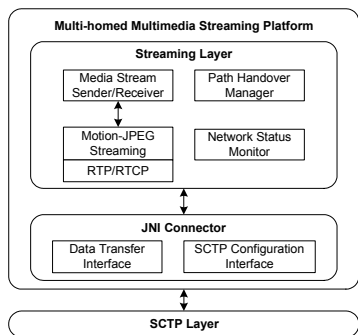 Multi-homed Multimedia Streaming Platform
Streaming Layer
Media Stream
Sender/Receiver
Path Handover
Manager
Motion-JPEG
Streaming
RTP/RTCP
Network Status
Monitor
JNI Connector
Data Transfer
Interface
SCTP Configuration
Interface
SCTP Layer